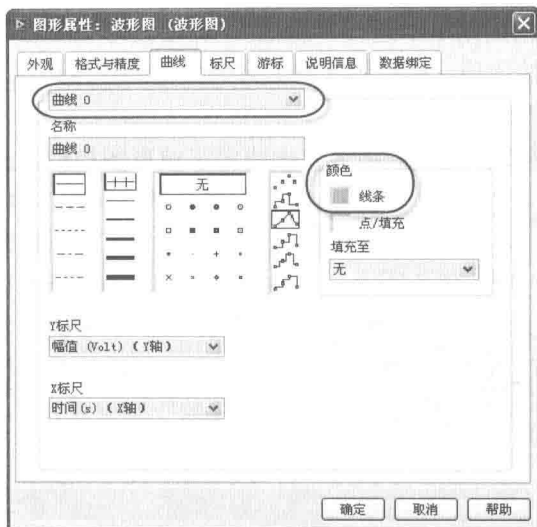 图形属性: 波形图 (波形图)
外观 格式与精度 曲线 标尺 游标 说明信息 数据绑定
曲线 0
名称
曲线 0
无
颜色
线条
点/填充
填充至
无
Y标尺
幅值 (Volt) (Y轴)
X标尺
时间(s) (X轴)
确定 取消 帮助